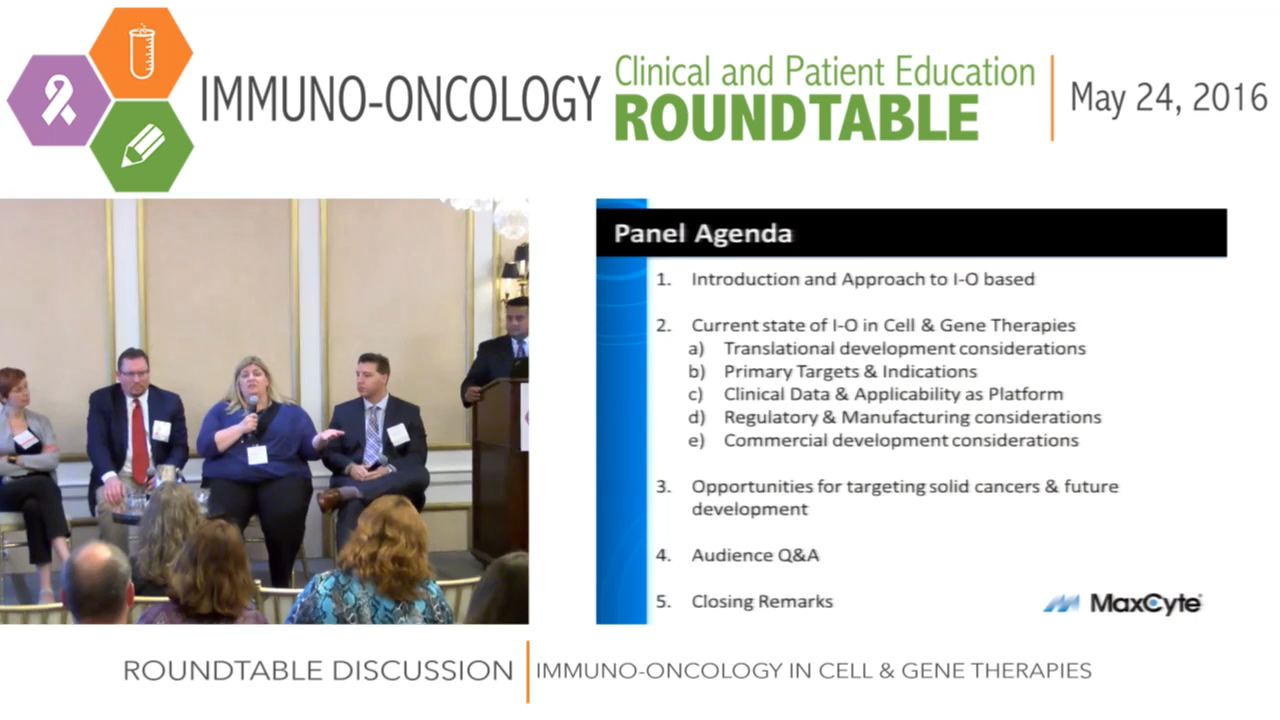 IMMUNO-ONCOLOGY
Clinical and Patient Education
ROUNDTABLE
May 24, 2016
Panel Agenda
1. Introduction and Approach to I-O based
2. Current state of I-O in Cell & Gene Therapies
a) Translational development considerations
b) Primary Targets & Indications
c) Clinical Data & Applicability as Platform
d) Regulatory & Manufacturing considerations
e) Commercial development considerations
3. Opportunities for targeting solid cancers & future
development
4. Audience Q&A
5. Closing Remarks
MaxCyte®
ROUNDTABLE DISCUSSION
IMMUNO-ONCOLOGY IN CELL & GENE THERAPIES